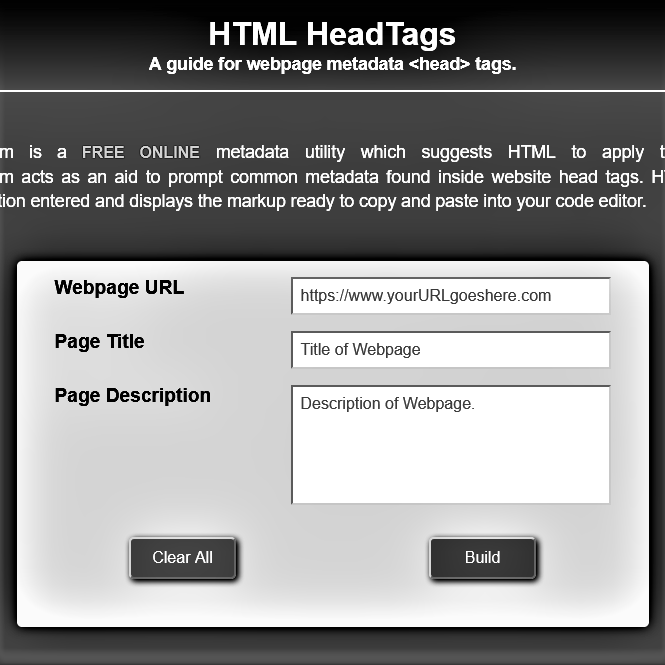 HTML HeadTags
A guide for webpage metadata <head> tags.
is a FREE ONLINE metadata utility which suggests HTML to apply
acts as an aid to prompt common metadata found inside website head tags.
entered and displays the markup ready to copy and paste into your code editor.
Webpage URL
https://www.yourURLgoeshere.com
Page Title
Title of Webpage
Page Description
Description of Webpage.
Clear All
Build